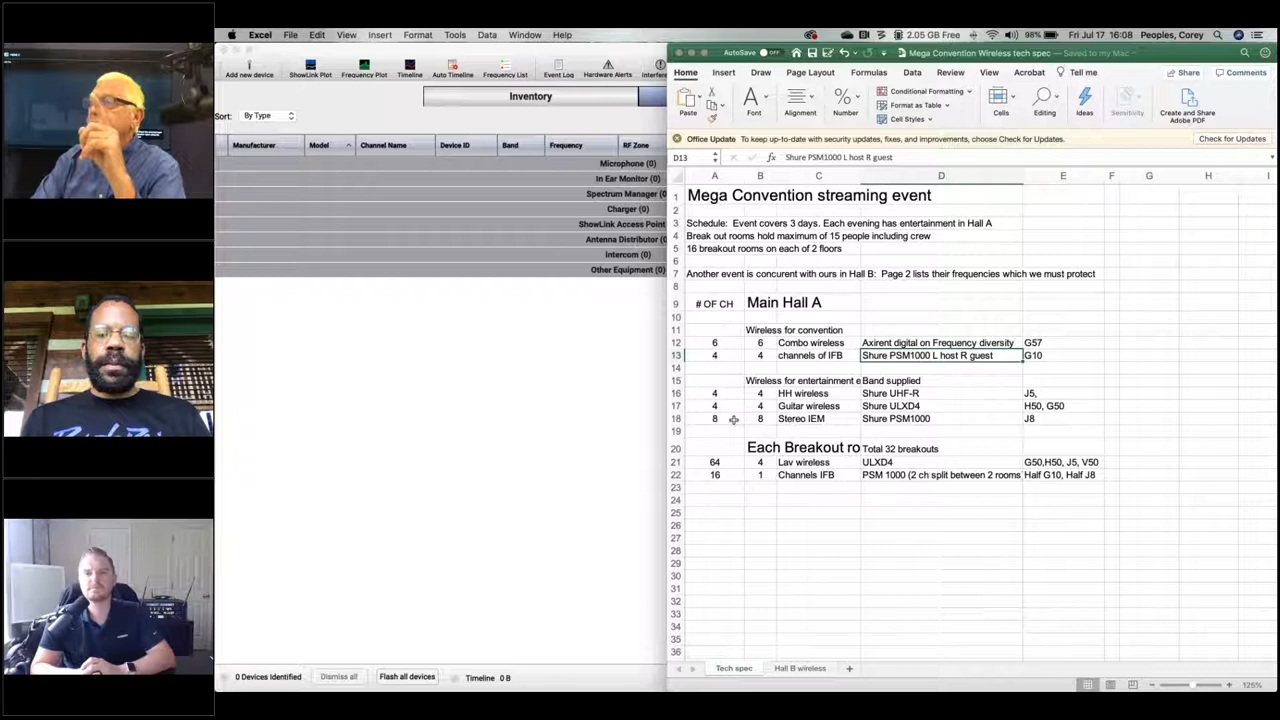 Excel File Edit View Insert Format Tools Data Window Help
2.05 GB Free 98% Fri Jul 17 16:08 Peoples, Corey
AutoSave OFF Mega Convention Wireless tech spec — Saved to my Mac
Add new device ShowLink Plot Frequency Plot Timeline Auto Timeline Frequency List Event Log Hardware Alerts
Home Insert Draw Page Layout Formulas Data Review View Acrobat Tell me Share Comments
Paste Font Alignment Number Conditional Formatting Format as Table Cell Styles Cells Editing Ideas Sensitivity Create and Share Adobe PDF
Inventory
Sort: By Type
Office Update To keep up-to-date with security updates, fixes, and improvements, choose Check for Updates. Check for Updates
Manufacturer Model Channel Name Device ID Band Frequency RF Zone
D13 fx Shure PSM1000 L host R guest
Microphone (0)
In Ear Monitor (0)
Spectrum Manager (0)
Charger (0)
ShowLink Access Point
Antenna Distributor (0
Intercom (0)
Other Equipment (0)
A B C D E F G H I
1 Mega Convention streaming event
2
3 Schedule: Event covers 3 days. Each evening has entertainment in Hall A
4 Break out rooms hold maximum of 15 people including crew
5 16 breakout rooms on each of 2 floors
6
7 Another event is concurent with ours in Hall B: Page 2 lists their frequencies which we must protect
8
9 # OF CH Main Hall A
10
11 Wireless for convention
12 6 6 Combo wireless Axirent digital on Frequency diversity G57
13 4 4 channels of IFB Shure PSM1000 L host R guest G10
14
15 Wireless for entertainment e Band supplied
16 4 4 HH wireless Shure UHF-R J5,
17 4 4 Guitar wireless Shure ULXD4 H50, G50
18 8 8 Stereo IEM Shure PSM1000 J8
19
20 Each Breakout ro Total 32 breakouts
21 64 4 Lav wireless ULXD4 G50,H50, J5, V50
22 16 1 Channels IFB PSM 1000 (2 ch split between 2 rooms Half G10, Half J8
23
24
25
26
27
28
29
30
31
32
33
34
35
36
0 Devices Identified Dismiss all Flash all devices Timeline 0 B
Tech spec Hall B wireless
125%